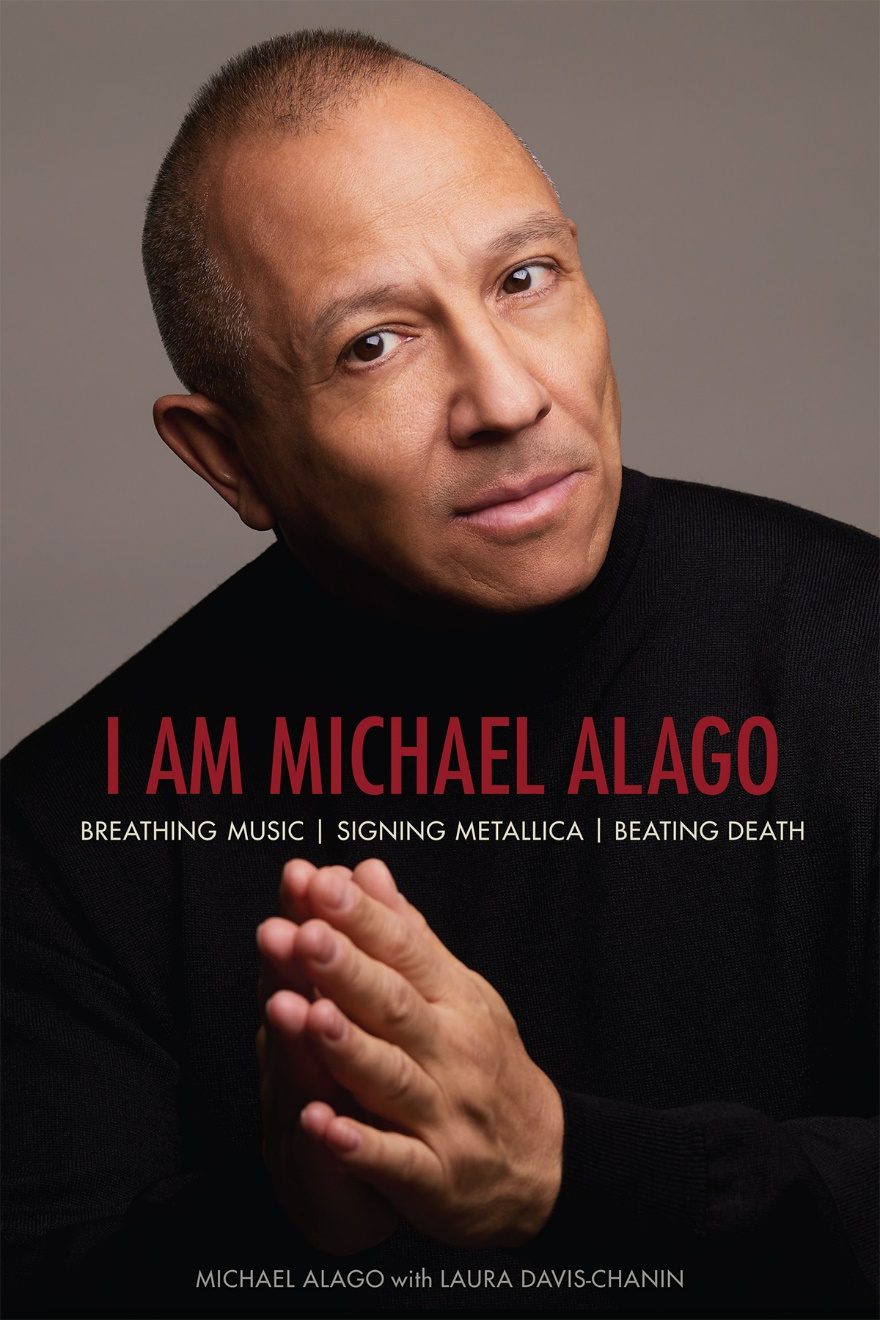 I AM MICHAEL ALAGO
BREATHING MUSIC | SIGNING METALLICA | BEATING DEATH
MICHAEL ALAGO with LAURA DAVIS-CHANIN